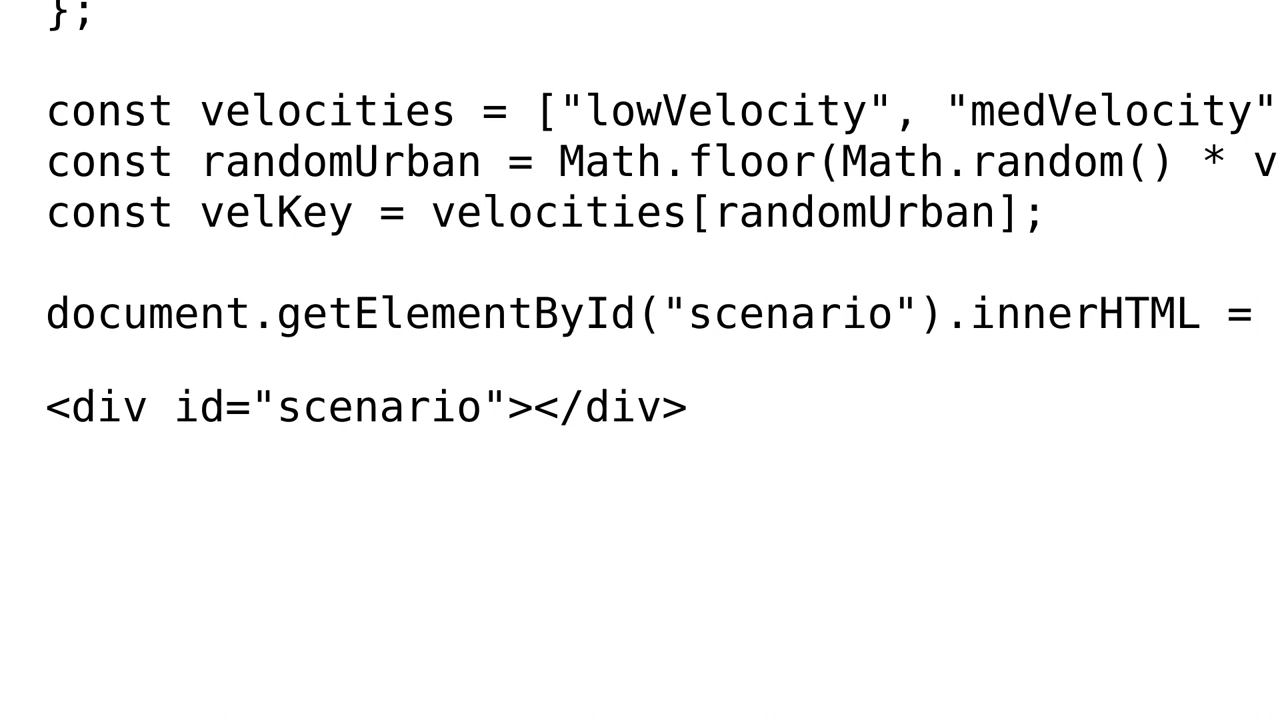 };
const velocities = ["lowVelocity", "medVelocity"
const randomUrban = Math.floor(Math.random() * v
const velKey = velocities[randomUrban];
document.getElementById("scenario").innerHTML =
<div id="scenario"></div>